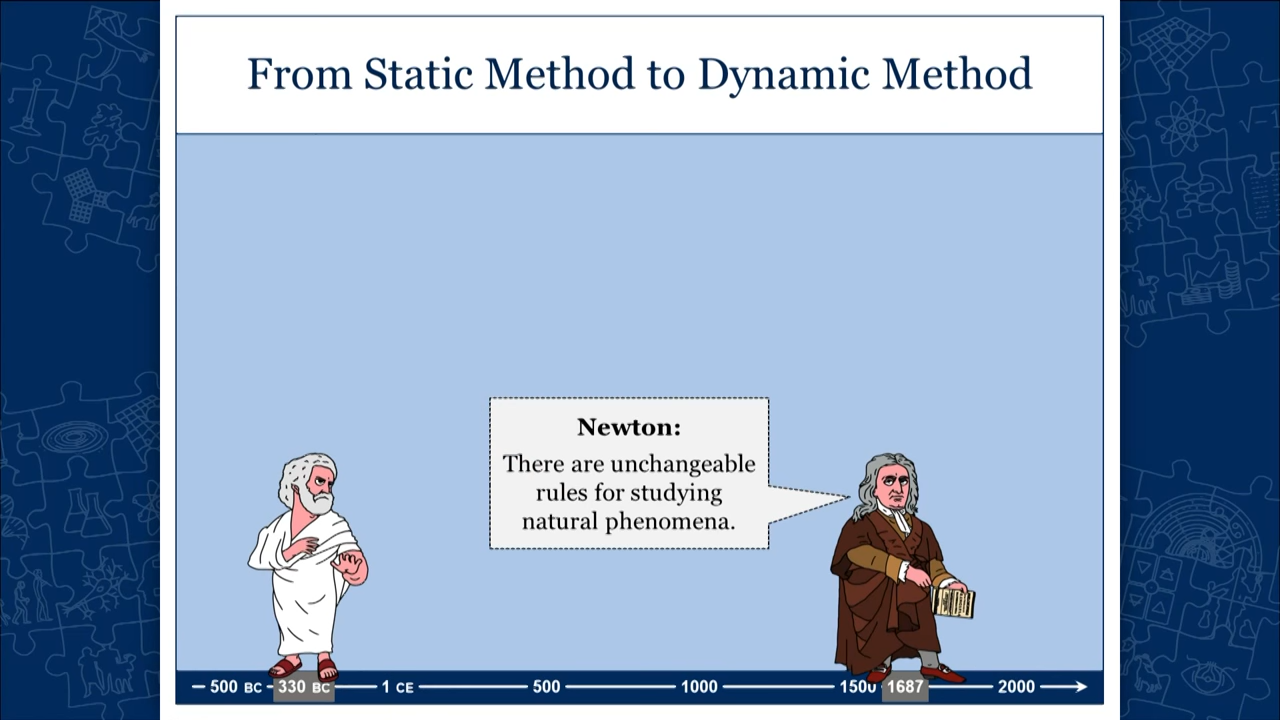 From Static Method to Dynamic Method
Newton:
There are unchangeable
rules for studying
natural phenomena.
500 BC 330 BC 1 CE 500 1000 1500 1687 2000